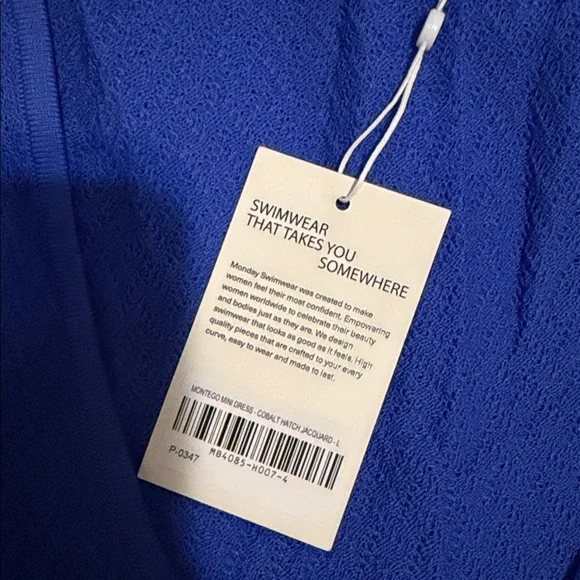 SWIMWEAR
THAT TAKES YOU
SOMEWHERE
Monday Swimwear was created to make
women feel their most confident. Empowering
women worldwide to celebrate their beauty
and bodies just as they are. We design
swimwear that looks as good as it feels. High
quality pieces that are crafted to your every
curve, easy to wear and made to last.
MONTEGO MINI DRESS - COBALT HATCH JACQUARD - L
P-0347 MB4085-H007-4